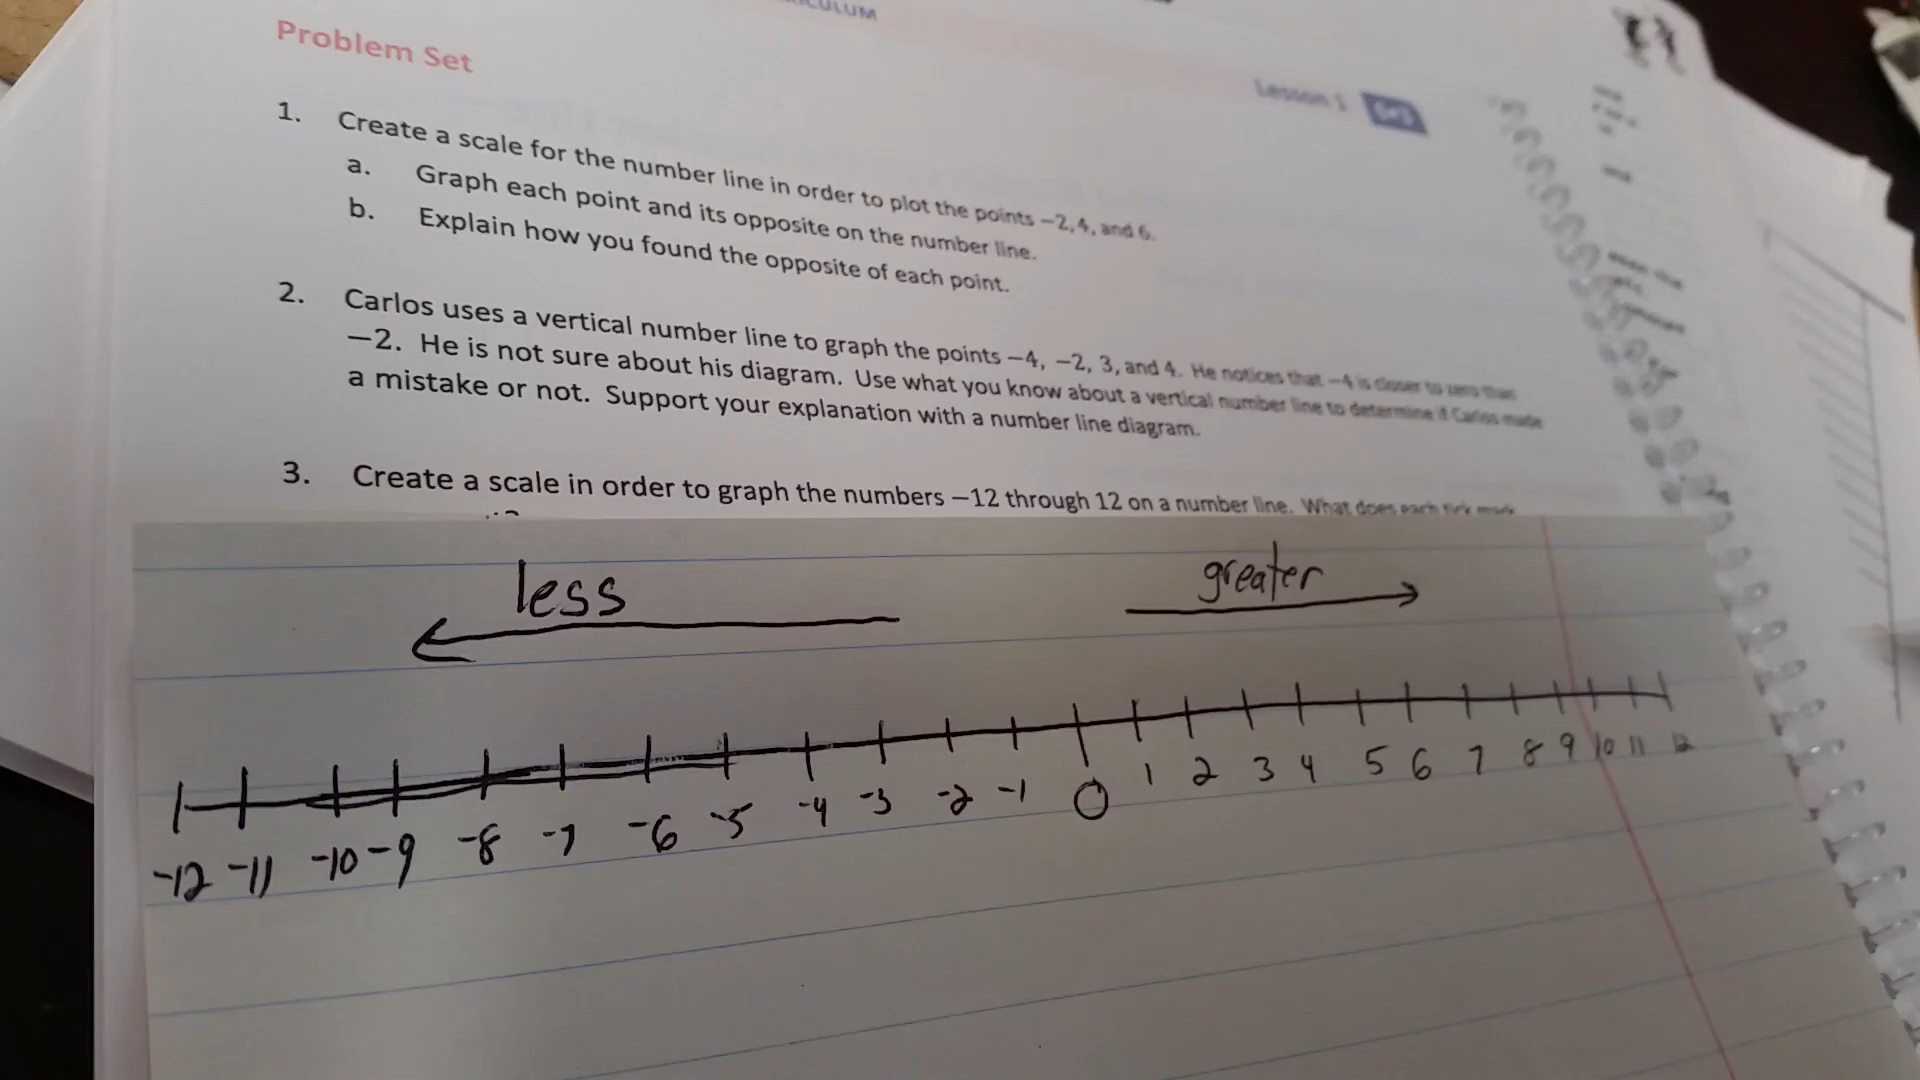 Problem Set
Lesson 1
1. Create a scale for the number line in order to plot the points −2, 4, and 6.
a. Graph each point and its opposite on the number line.
b. Explain how you found the opposite of each point.
2. Carlos uses a vertical number line to graph the points −4, −2, 3, and 4. He notices that −4 is closer to zero than
−2. He is not sure about his diagram. Use what you know about a vertical number line to determine if Carlos made
a mistake or not. Support your explanation with a number line diagram.
3. Create a scale in order to graph the numbers −12 through 12 on a number line. What does each tick mark
less greater
-12 -11 -10 -9 -8 -7 -6 -5 -4 -3 -2 -1 0 1 2 3 4 5 6 7 8 9 10 11 12